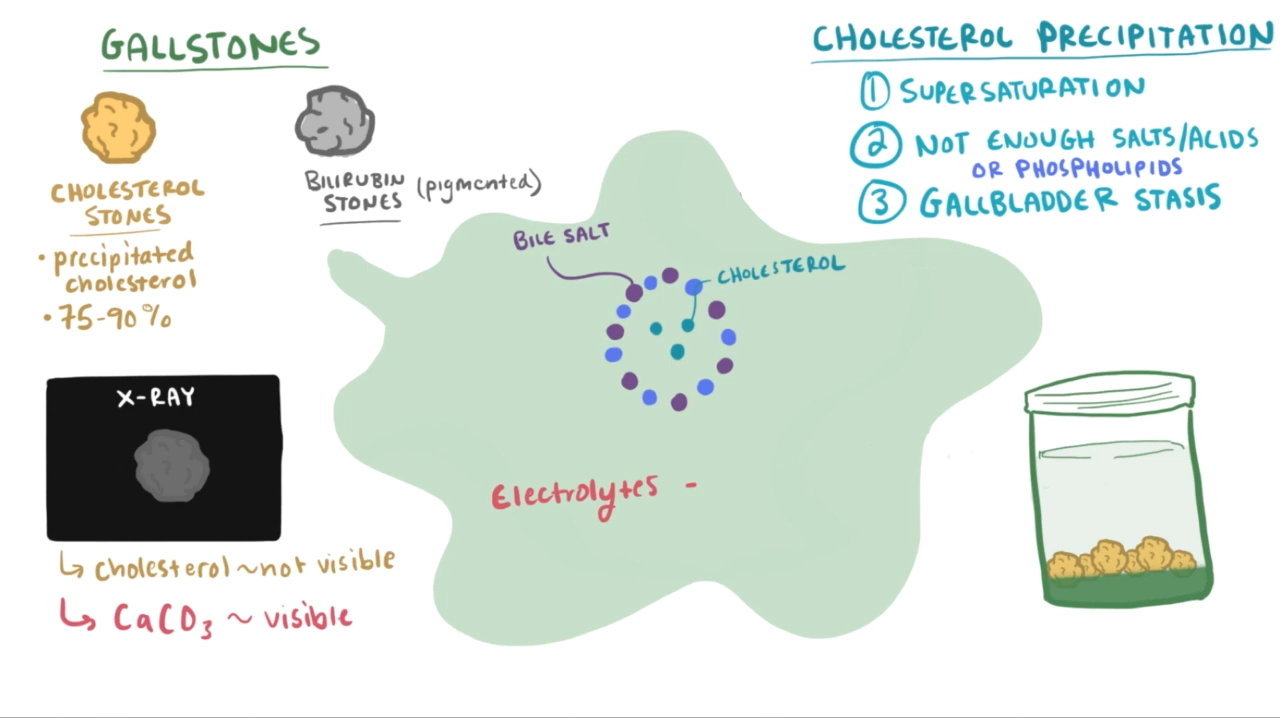 GALLSTONES
CHOLESTEROL
STONES
• precipitated
cholesterol
• 75-90%
BILIRUBIN (pigmented)
STONES
CHOLESTEROL PRECIPITATION
① SUPERSATURATION
② NOT ENOUGH SALTS/ACIDS
OR PHOSPHOLIPIDS
③ GALLBLADDER STASIS
BILE SALT
CHOLESTEROL
Electrolytes -
X-RAY
↳ cholesterol ~ not visible
↳ CaCO₃ ~ visible